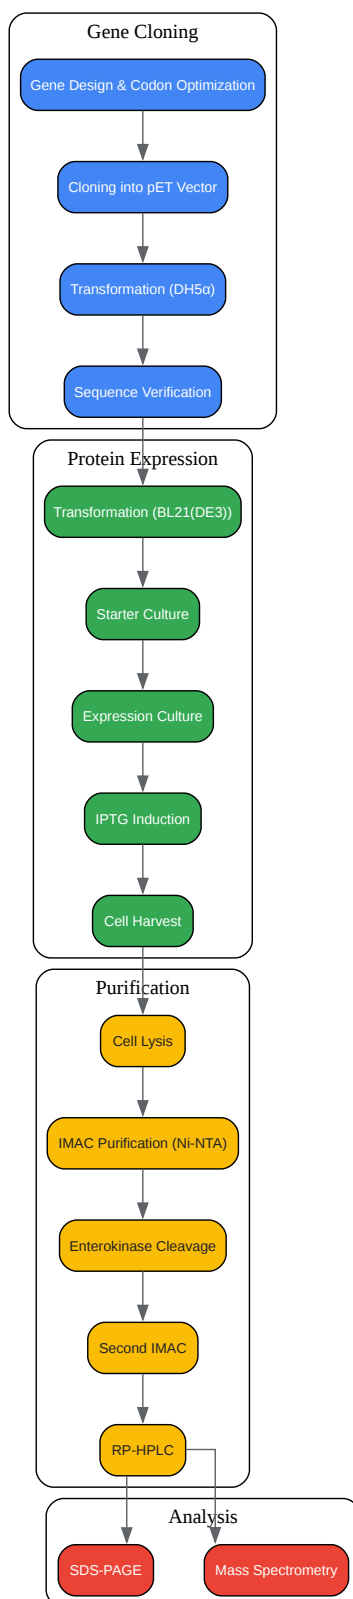 Gene Cloning
Gene Design & Codon Optimization
Cloning into pET Vector
Transformation (DH5α)
Sequence Verification
Protein Expression
Transformation (BL21(DE3))
Starter Culture
Expression Culture
IPTG Induction
Cell Harvest
Purification
Cell Lysis
IMAC Purification (Ni-NTA)
Enterokinase Cleavage
Second IMAC
RP-HPLC
Analysis
SDS-PAGE
Mass Spectrometry